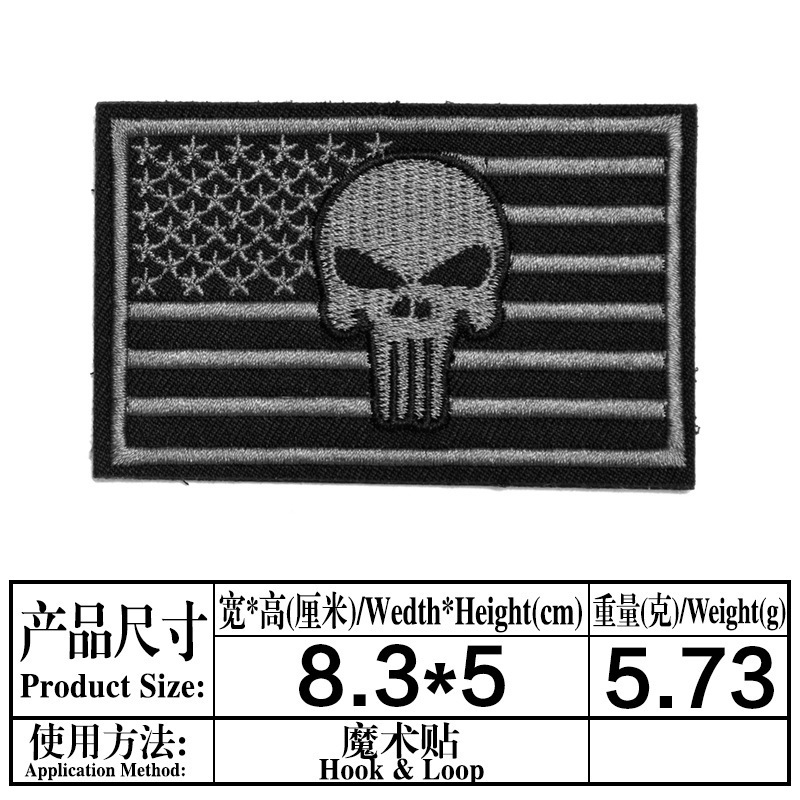 产品尺寸
Product Size:
宽*高(厘米)/Wedth*Height(cm)
重量(克)/Weight(g)
8.3*5
5.73
使用方法:
Application Method:
魔术贴
Hook & Loop